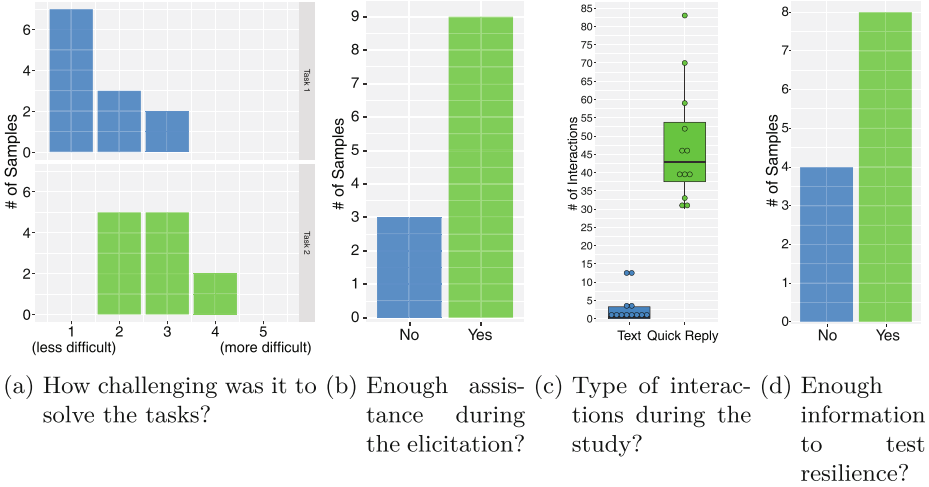 # of Samples
6
4
2
0
Task 1
6
4
2
0
Task 2
1 2 3 4 5
(less difficult) (more difficult)
# of Samples
9
8
7
6
5
4
3
2
1
0
No Yes
# of Interactions
85
80
75
70
65
60
55
50
45
40
35
30
25
20
15
10
5
0
Text Quick Reply
# of Samples
8
7
6
5
4
3
2
1
0
No Yes
(a) How challenging was it to
solve the tasks?
(b) Enough assis-
tance during
the elicitation?
(c) Type of interac-
tions during the
study?
(d) Enough
information
to test
resilience?